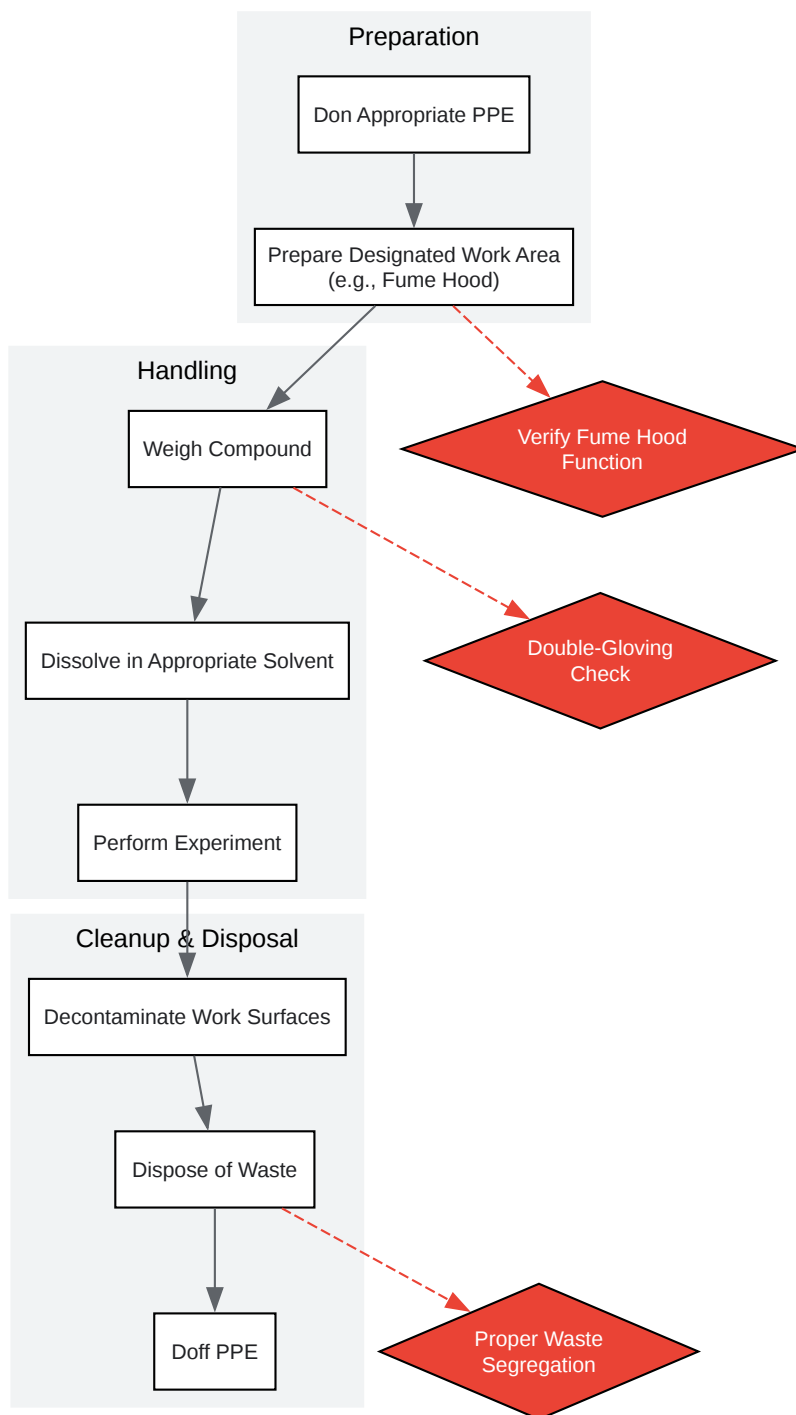 Preparation
Don Appropriate PPE
Prepare Designated Work Area
(e.g., Fume Hood)
Handling
Weigh Compound
Verify Fume Hood
Function
Dissolve in Appropriate Solvent
Double-Gloving
Check
Perform Experiment
Cleanup & Disposal
Decontaminate Work Surfaces
Dispose of Waste
Doff PPE
Proper Waste
Segregation